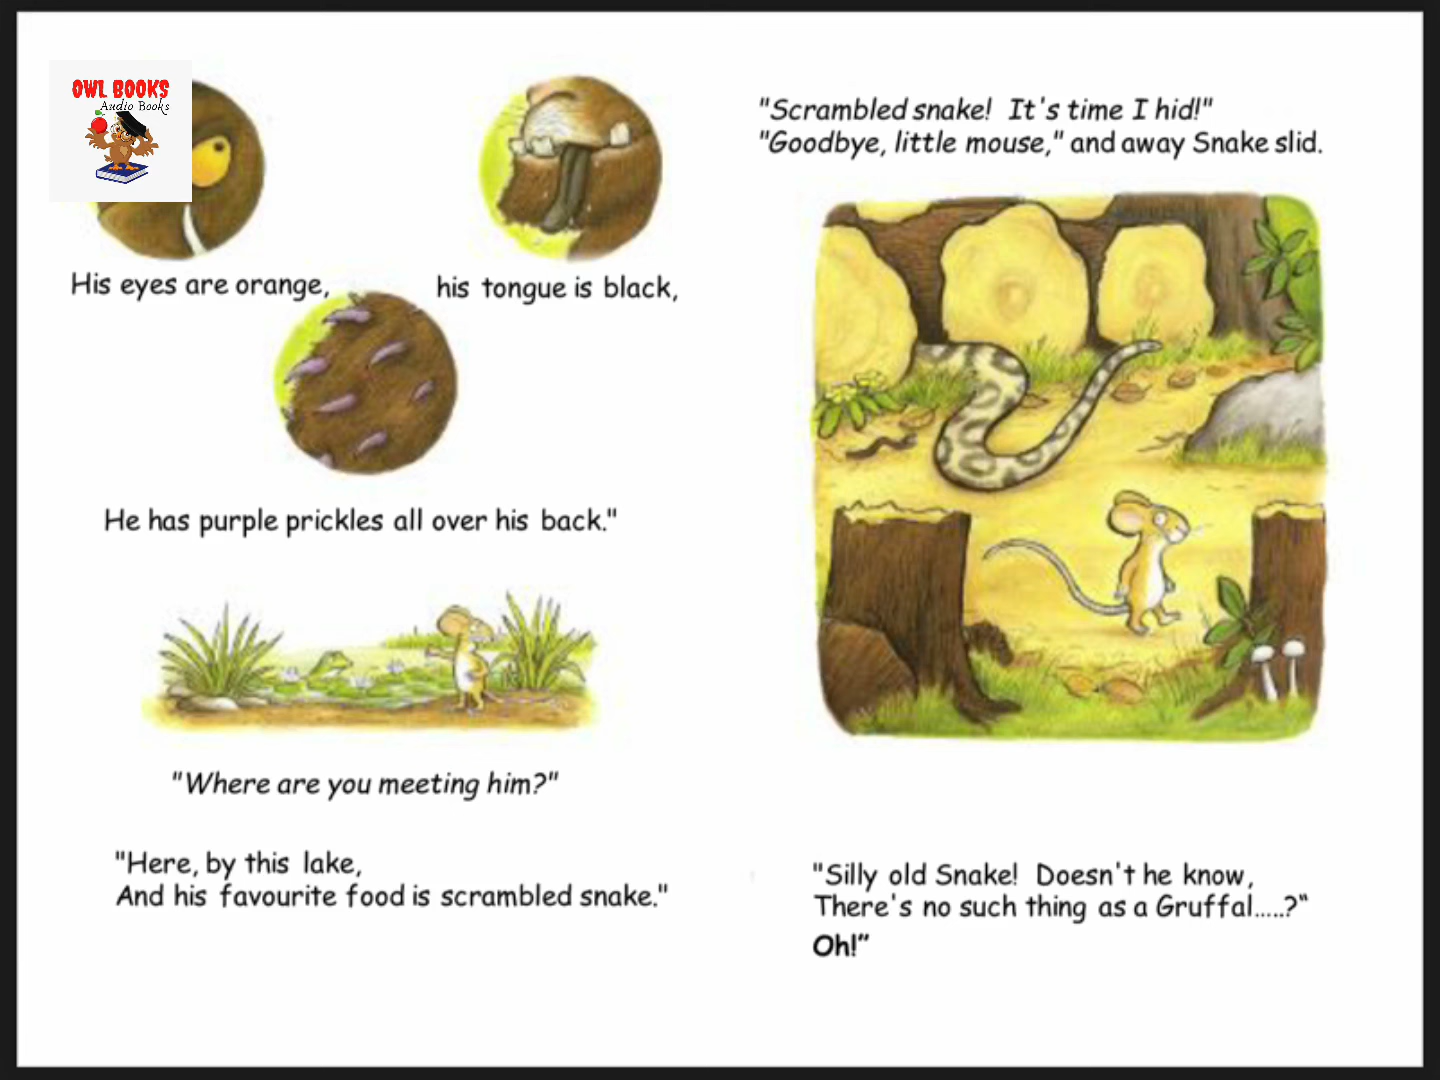 OWL BOOKS
Audio Books
His eyes are orange,
his tongue is black,
He has purple prickles all over his back."
"Where are you meeting him?"
"Here, by this lake,
And his favourite food is scrambled snake."
"Scrambled snake! It's time I hid!"
"Goodbye, little mouse," and away Snake slid.
"Silly old Snake! Doesn't he know,
There's no such thing as a Gruffal.....?"
Oh!"